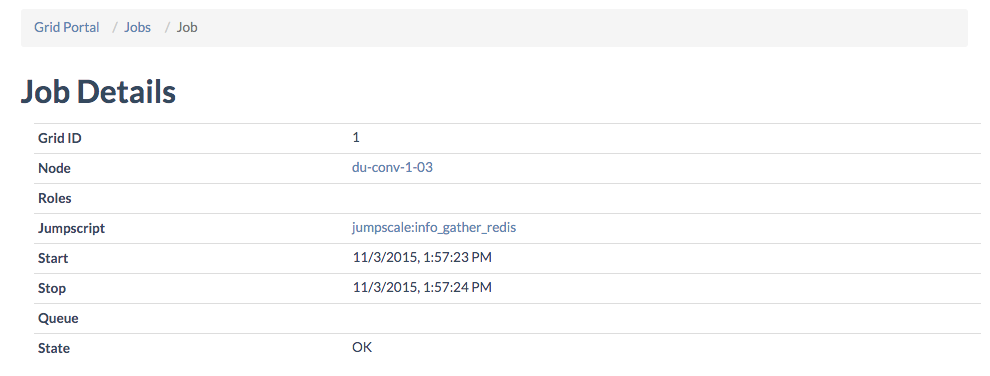 Grid Portal / Jobs / Job
Job Details
Grid ID 1
Node du-conv-1-03
Roles
Jumpscript jumpscale:info_gather_redis
Start 11/3/2015, 1:57:23 PM
Stop 11/3/2015, 1:57:24 PM
Queue
State OK